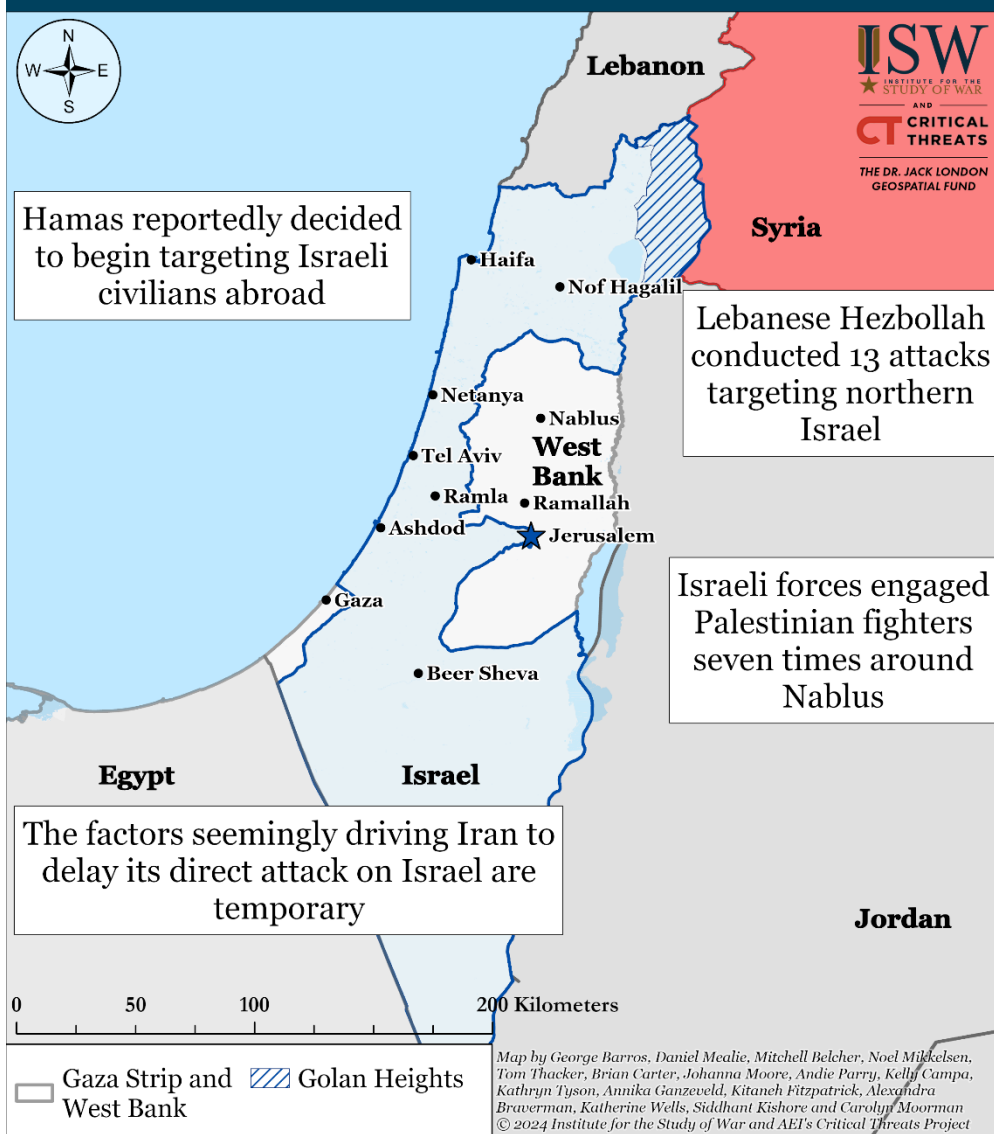 N
W
E
S
Lebanon
ISW
INSTITUTE FOR THE
STUDY OF WAR
AND
CT CRITICAL
THREATS
THE DR. JACK LONDON
GEOSPATIAL FUND
Syria
Hamas reportedly decided
to begin targeting Israeli
civilians abroad
Haifa
Nof Hagalil
Lebanese Hezbollah
conducted 13 attacks
targeting northern
Israel
Netanya
Nablus
West
Bank
Tel Aviv
Ramla
Ramallah
Ashdod
Jerusalem
Israeli forces engaged
Palestinian fighters
seven times around
Nablus
Gaza
Beer Sheva
Egypt
Israel
The factors seemingly driving Iran to
delay its direct attack on Israel are
temporary
Jordan
0 50 100 200 Kilometers
Gaza Strip and
West Bank
Golan Heights
Map by George Barros, Daniel Mealie, Mitchell Belcher, Noel Mikkelsen,
Tom Thacker, Brian Carter, Johanna Moore, Andie Parry, Kelly Campa,
Kathryn Tyson, Annika Ganzeveld, Kitaneh Fitzpatrick, Alexandra
Braverman, Katherine Wells, Siddhant Kishore and Carolyn Moorman
© 2024 Institute for the Study of War and AEI's Critical Threats Project